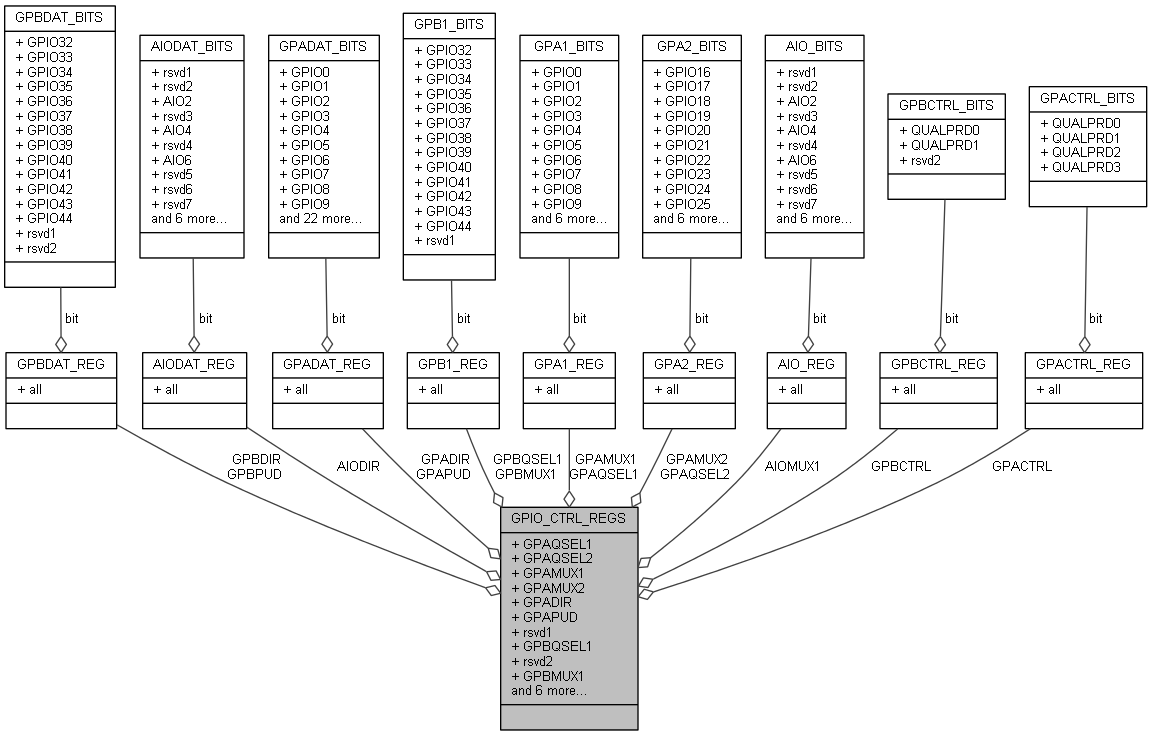 GPBDAT_BITS
+ GPIO32
+ GPIO33
+ GPIO34
+ GPIO35
+ GPIO36
+ GPIO37
+ GPIO38
+ GPIO39
+ GPIO40
+ GPIO41
+ GPIO42
+ GPIO43
+ GPIO44
+ rsvd1
+ rsvd2
AIODAT_BITS
+ rsvd1
+ rsvd2
+ AIO2
+ rsvd3
+ AIO4
+ rsvd4
+ AIO6
+ rsvd5
+ rsvd6
+ rsvd7
and 6 more...
GPADAT_BITS
+ GPIO0
+ GPIO1
+ GPIO2
+ GPIO3
+ GPIO4
+ GPIO5
+ GPIO6
+ GPIO7
+ GPIO8
+ GPIO9
and 22 more...
GPB1_BITS
+ GPIO32
+ GPIO33
+ GPIO34
+ GPIO35
+ GPIO36
+ GPIO37
+ GPIO38
+ GPIO39
+ GPIO40
+ GPIO41
+ GPIO42
+ GPIO43
+ GPIO44
+ rsvd1
GPA1_BITS
+ GPIO0
+ GPIO1
+ GPIO2
+ GPIO3
+ GPIO4
+ GPIO5
+ GPIO6
+ GPIO7
+ GPIO8
+ GPIO9
and 6 more...
GPA2_BITS
+ GPIO16
+ GPIO17
+ GPIO18
+ GPIO19
+ GPIO20
+ GPIO21
+ GPIO22
+ GPIO23
+ GPIO24
+ GPIO25
and 6 more...
AIO_BITS
+ rsvd1
+ rsvd2
+ AIO2
+ rsvd3
+ AIO4
+ rsvd4
+ AIO6
+ rsvd5
+ rsvd6
+ rsvd7
and 6 more...
GPBCTRL_BITS
+ QUALPRD0
+ QUALPRD1
+ rsvd2
GPACTRL_BITS
+ QUALPRD0
+ QUALPRD1
+ QUALPRD2
+ QUALPRD3
bit
bit
bit
bit
bit
bit
bit
bit
bit
GPBDAT_REG
+ all
AIODAT_REG
+ all
GPADAT_REG
+ all
GPB1_REG
+ all
GPA1_REG
+ all
GPA2_REG
+ all
AIO_REG
+ all
GPBCTRL_REG
+ all
GPACTRL_REG
+ all
GPBDIR
GPBPUD
AIODIR
GPADIR
GPAPUD
GPBQSEL1
GPBMUX1
GPAMUX1
GPAQSEL1
GPAMUX2
GPAQSEL2
AIOMUX1
GPBCTRL
GPACTRL
GPIO_CTRL_REGS
+ GPAQSEL1
+ GPAQSEL2
+ GPAMUX1
+ GPAMUX2
+ GPADIR
+ GPAPUD
+ rsvd1
+ GPBQSEL1
+ rsvd2
+ GPBMUX1
and 6 more...